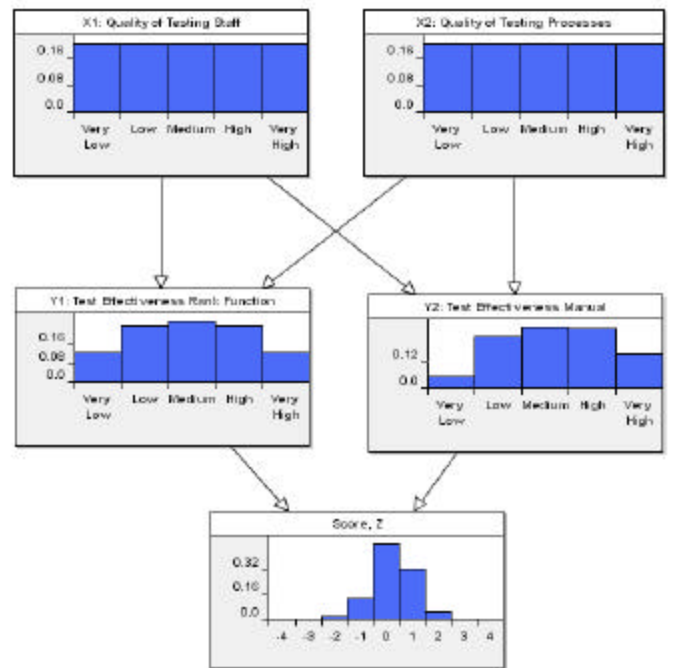 X1: Quality of Testing Staff
0.16
0.08
0.0
Very Low Low Medium High Very High
X2: Quality of Testing Processes
0.16
0.08
0.0
Very Low Low Medium High Very High
Y1: Test Effectiveness Rank Function
0.16
0.08
0.0
Very Low Low Medium High Very High
Y2: Test Effectiveness Manual
0.12
0.0
Very Low Low Medium High Very High
Score, Z
0.32
0.16
0.0
-4 -3 -2 -1 0 1 2 3 4